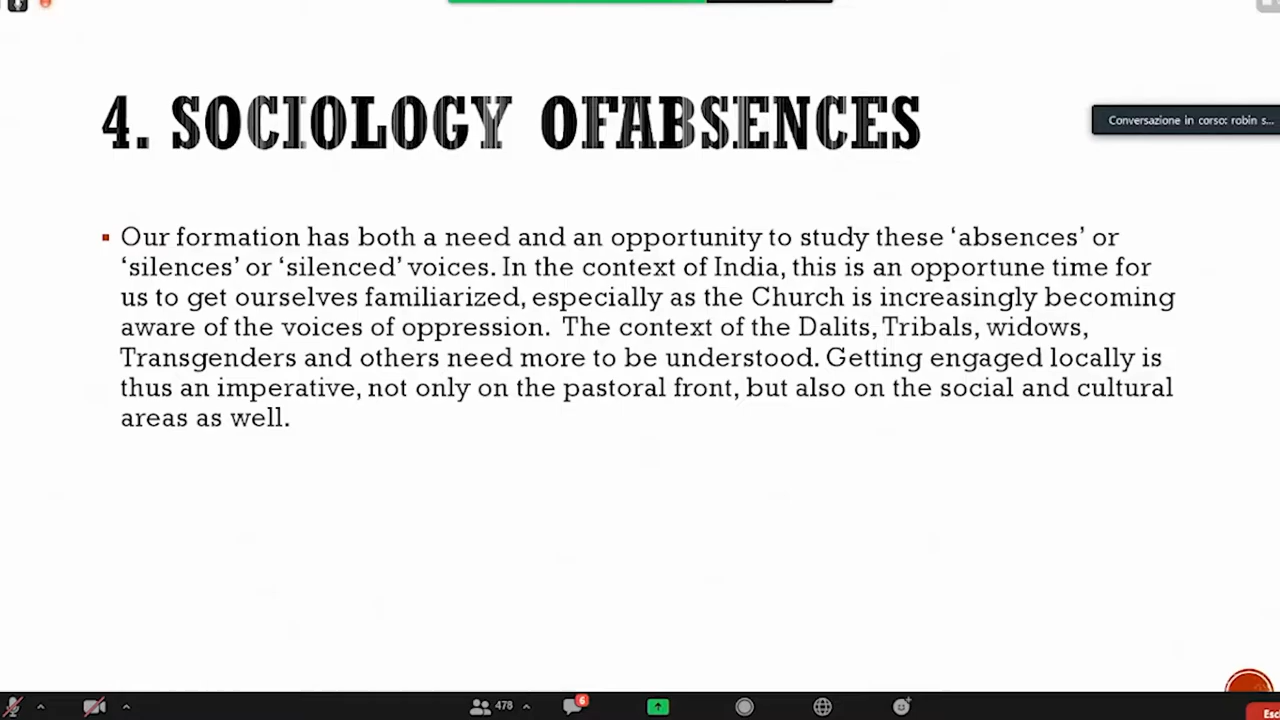 4. SOCIOLOGY OFABSENCES
Conversazione in corso: robin s...
Our formation has both a need and an opportunity to study these ‘absences’ or
‘silences’ or ‘silenced’ voices. In the context of India, this is an opportune time for
us to get ourselves familiarized, especially as the Church is increasingly becoming
aware of the voices of oppression. The context of the Dalits, Tribals, widows,
Transgenders and others need more to be understood. Getting engaged locally is
thus an imperative, not only on the pastoral front, but also on the social and cultural
areas as well.
478
6
Esc